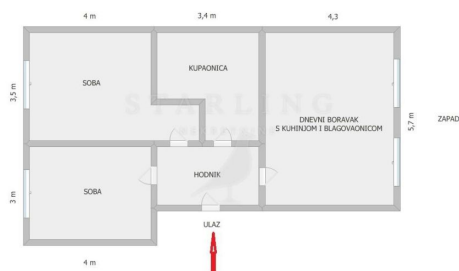 4 m
3,4 m
4,3
KUPAONICA
SOBA
3,5 m
STARLING
DNEVNI BORAVAK
S KUHINJOM I BLAGOVAONICOM
5,7 m
ZAPAD
HODNIK
SOBA
3 m
ULAZ
4 m